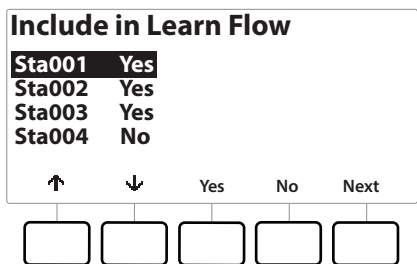 Include in Learn Flow
Sta001 Yes
Sta002 Yes
Sta003 Yes
Sta004 No
↑ ↓ Yes No Next